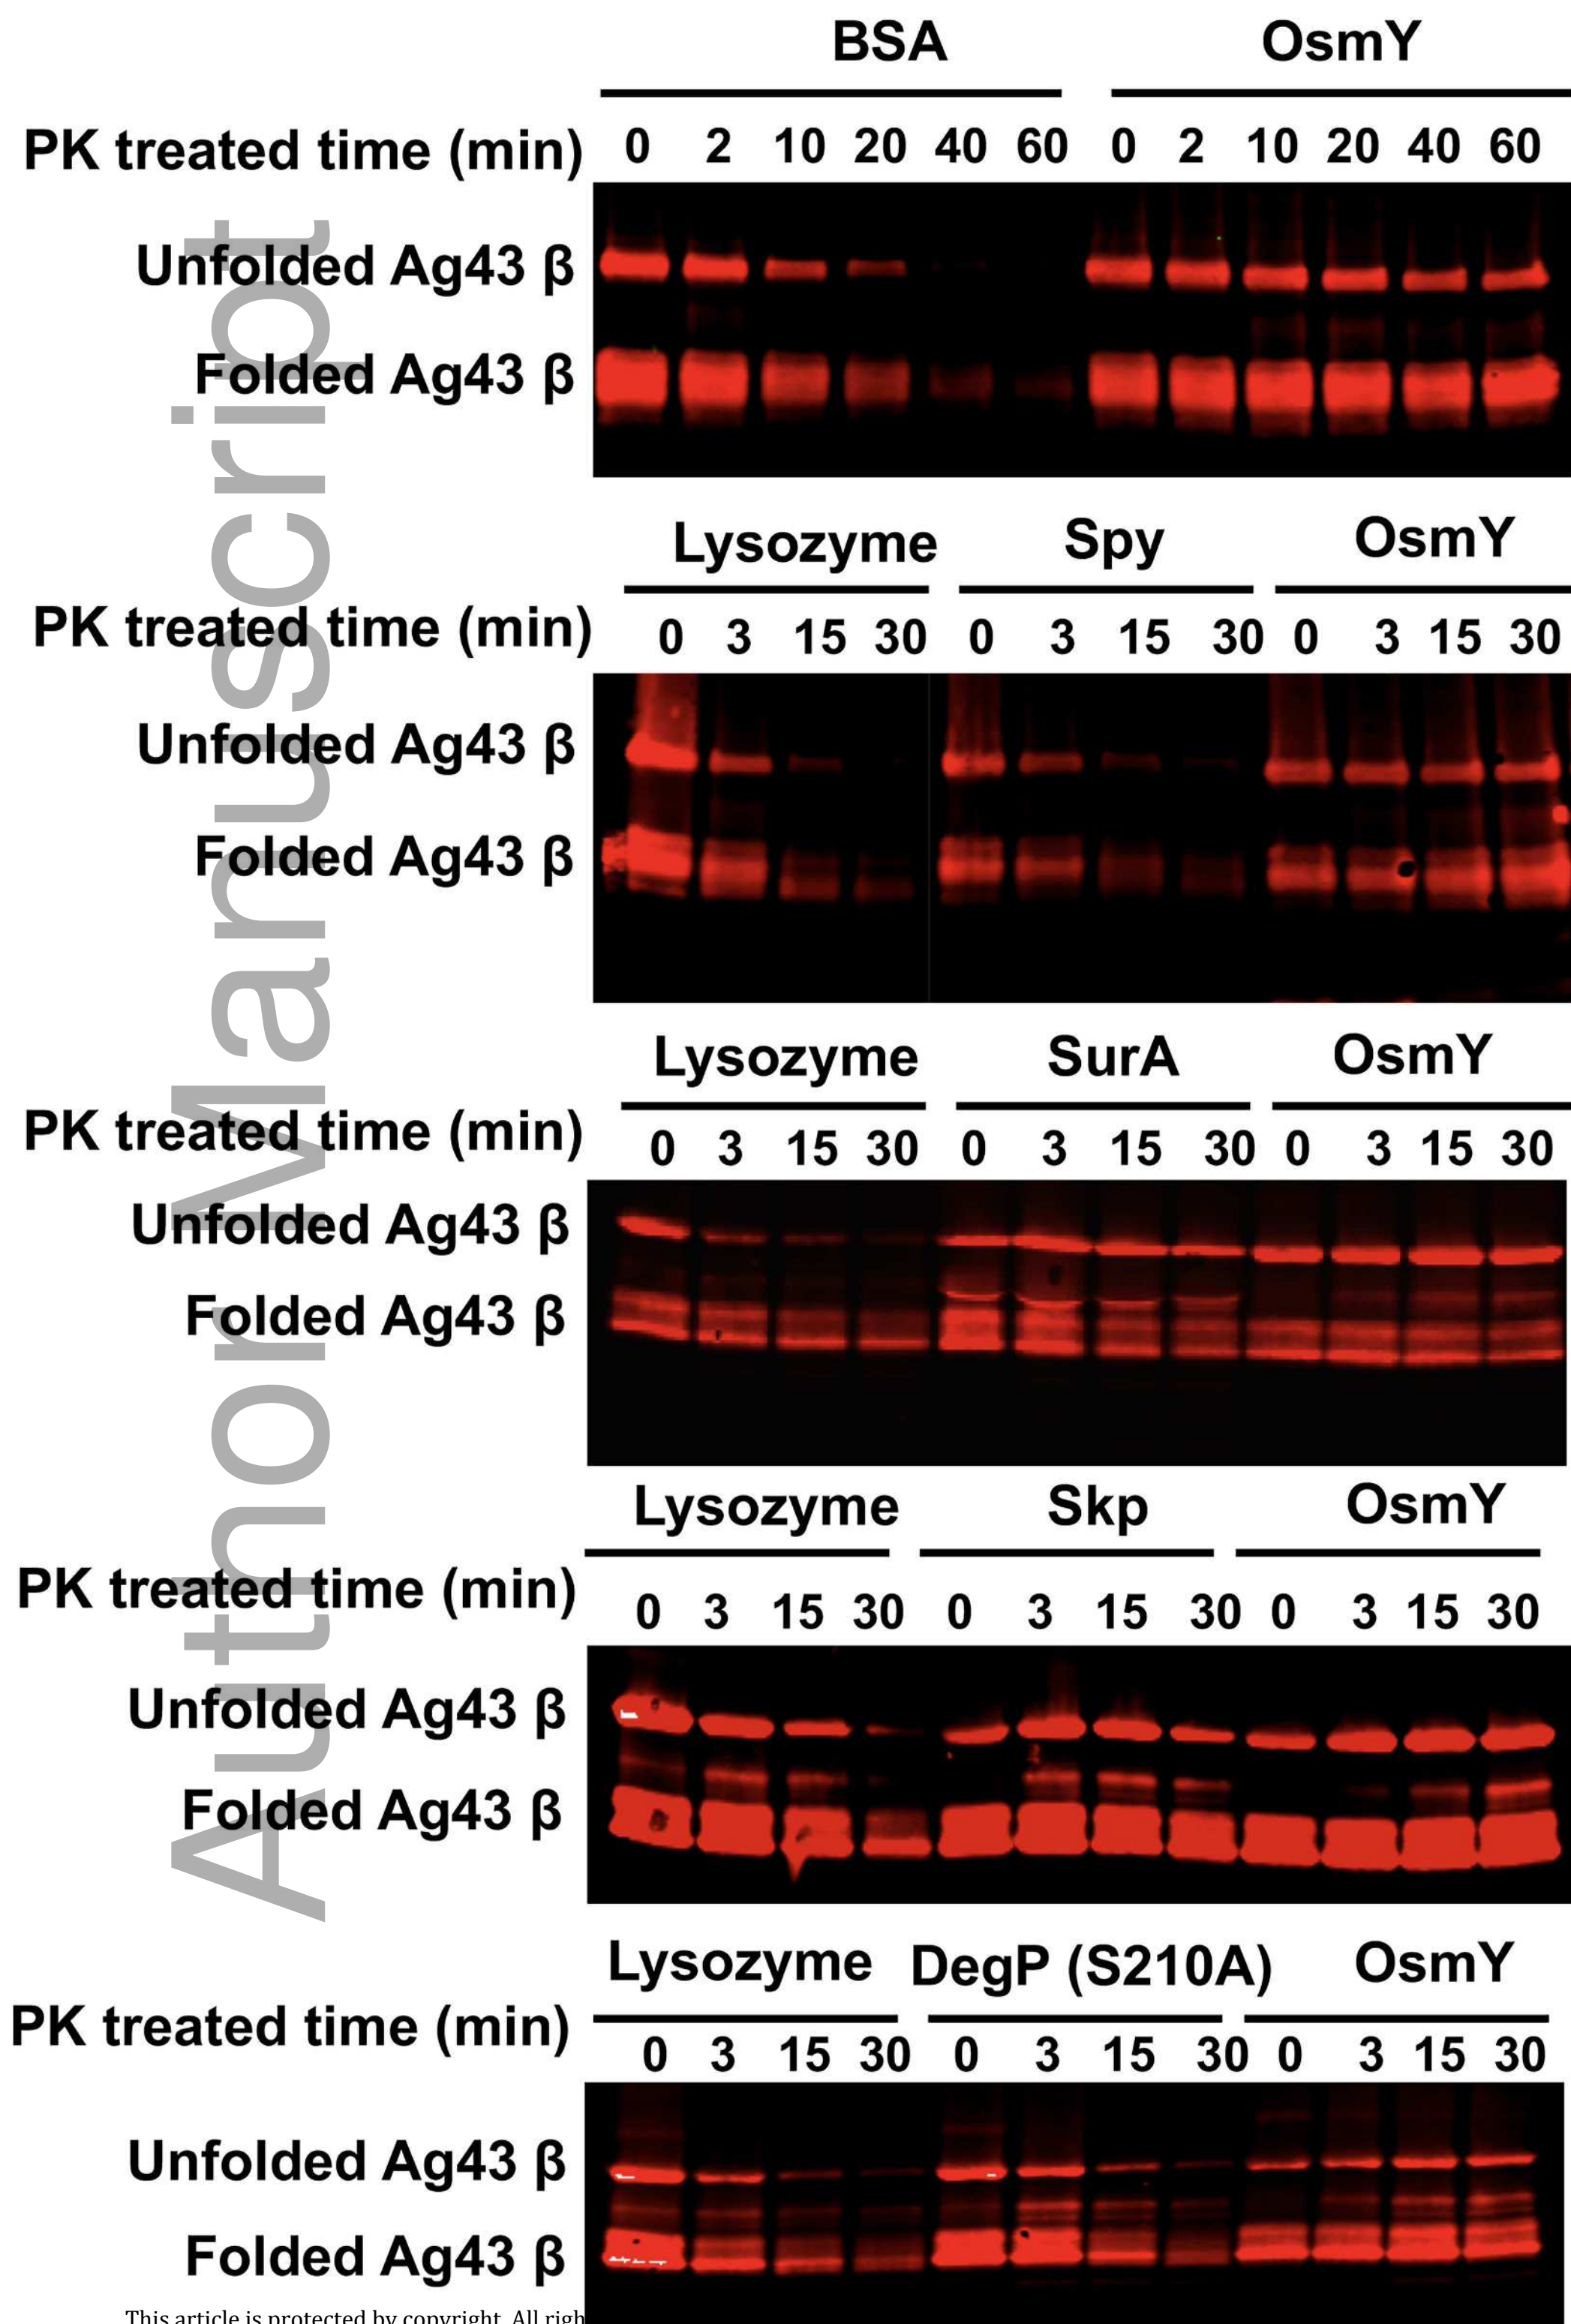 BSA OsmY
PK treated time (min) 0 2 10 20 40 60 0 2 10 20 40 60
Unfolded Ag43 β
Folded Ag43 β
Lysozyme Spy OsmY
PK treated time (min) 0 3 15 30 0 3 15 30 0 3 15 30
Unfolded Ag43 β
Folded Ag43 β
Lysozyme SurA OsmY
PK treated time (min) 0 3 15 30 0 3 15 30 0 3 15 30
Unfolded Ag43 β
Folded Ag43 β
Lysozyme Skp OsmY
PK treated time (min) 0 3 15 30 0 3 15 30 0 3 15 30
Unfolded Ag43 β
Folded Ag43 β
Lysozyme DegP (S210A) OsmY
PK treated time (min) 0 3 15 30 0 3 15 30 0 3 15 30
Unfolded Ag43 β
Folded Ag43 β
Author Manuscript
This article is protected by copyright. All righ